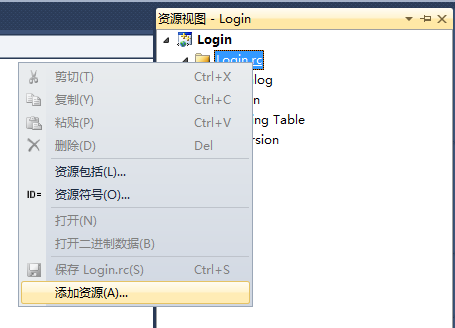 资源视图 - Login
Login
Login.rc
log
n
ing Table
ersion
剪切(T) Ctrl+X
复制(Y) Ctrl+C
粘贴(P) Ctrl+V
删除(D) Del
资源包括(L)...
ID= 资源符号(O)...
打开(N)
打开二进制数据(B)
保存 Login.rc(S) Ctrl+S
添加资源(A)...